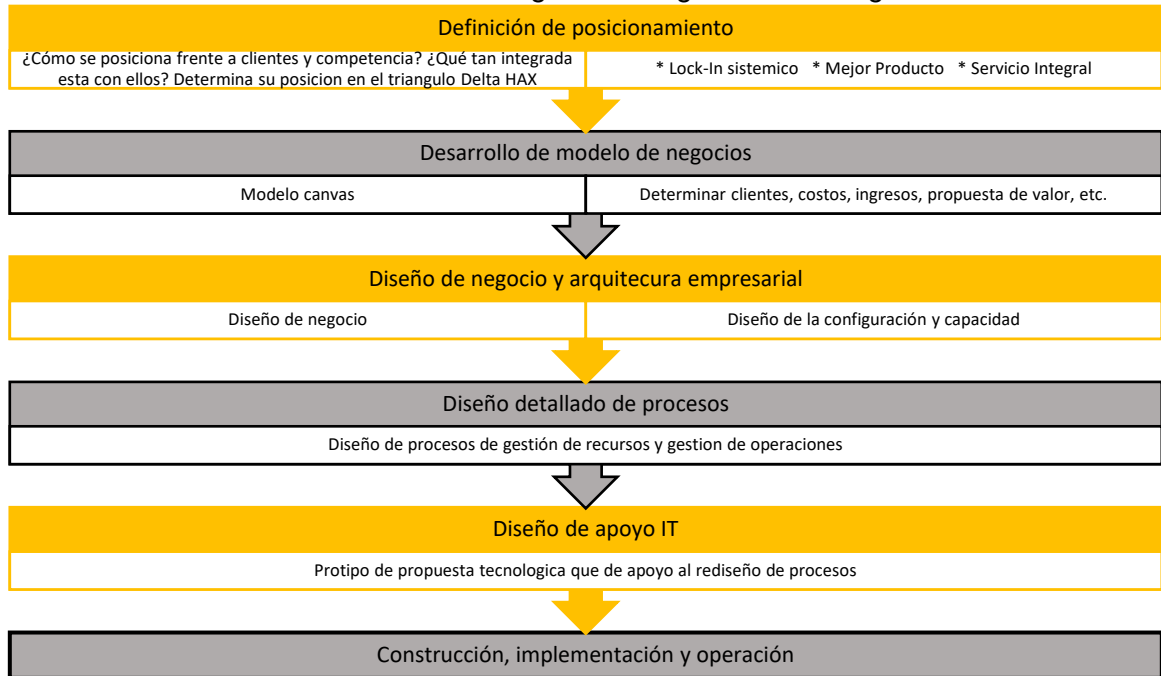 Definición de posicionamiento
¿Cómo se posiciona frente a clientes y competencia? ¿Qué tan integrada
esta con ellos? Determina su posicion en el triangulo Delta HAX
* Lock-In sistemico * Mejor Producto * Servicio Integral
Desarrollo de modelo de negocios
Modelo canvas
Determinar clientes, costos, ingresos, propuesta de valor, etc.
Diseño de negocio y arquitecura empresarial
Diseño de negocio
Diseño de la configuración y capacidad
Diseño detallado de procesos
Diseño de procesos de gestión de recursos y gestion de operaciones
Diseño de apoyo IT
Protipo de propuesta tecnologica que de apoyo al rediseño de procesos
Construcción, implementación y operación